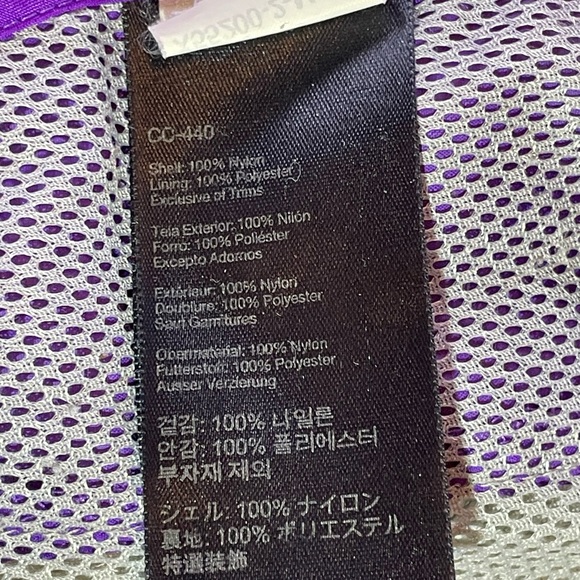 CC-440
Shell: 100% Nylon
Lining: 100% Polyester
Exclusive of Trims
Tela Exterior: 100% Nilón
Forro: 100% Poliéster
Excepto Adornos
Extérieur: 100% Nylon
Doublure: 100% Polyester
Sauf Garnitures
Obermaterial: 100% Nylon
Futterstoff: 100% Polyester
Ausser Verzierung
겉감: 100% 나일론
안감: 100% 폴리에스터
부자재 제외
シェル: 100% ナイロン
裏地: 100% ポリエステル
特選装飾